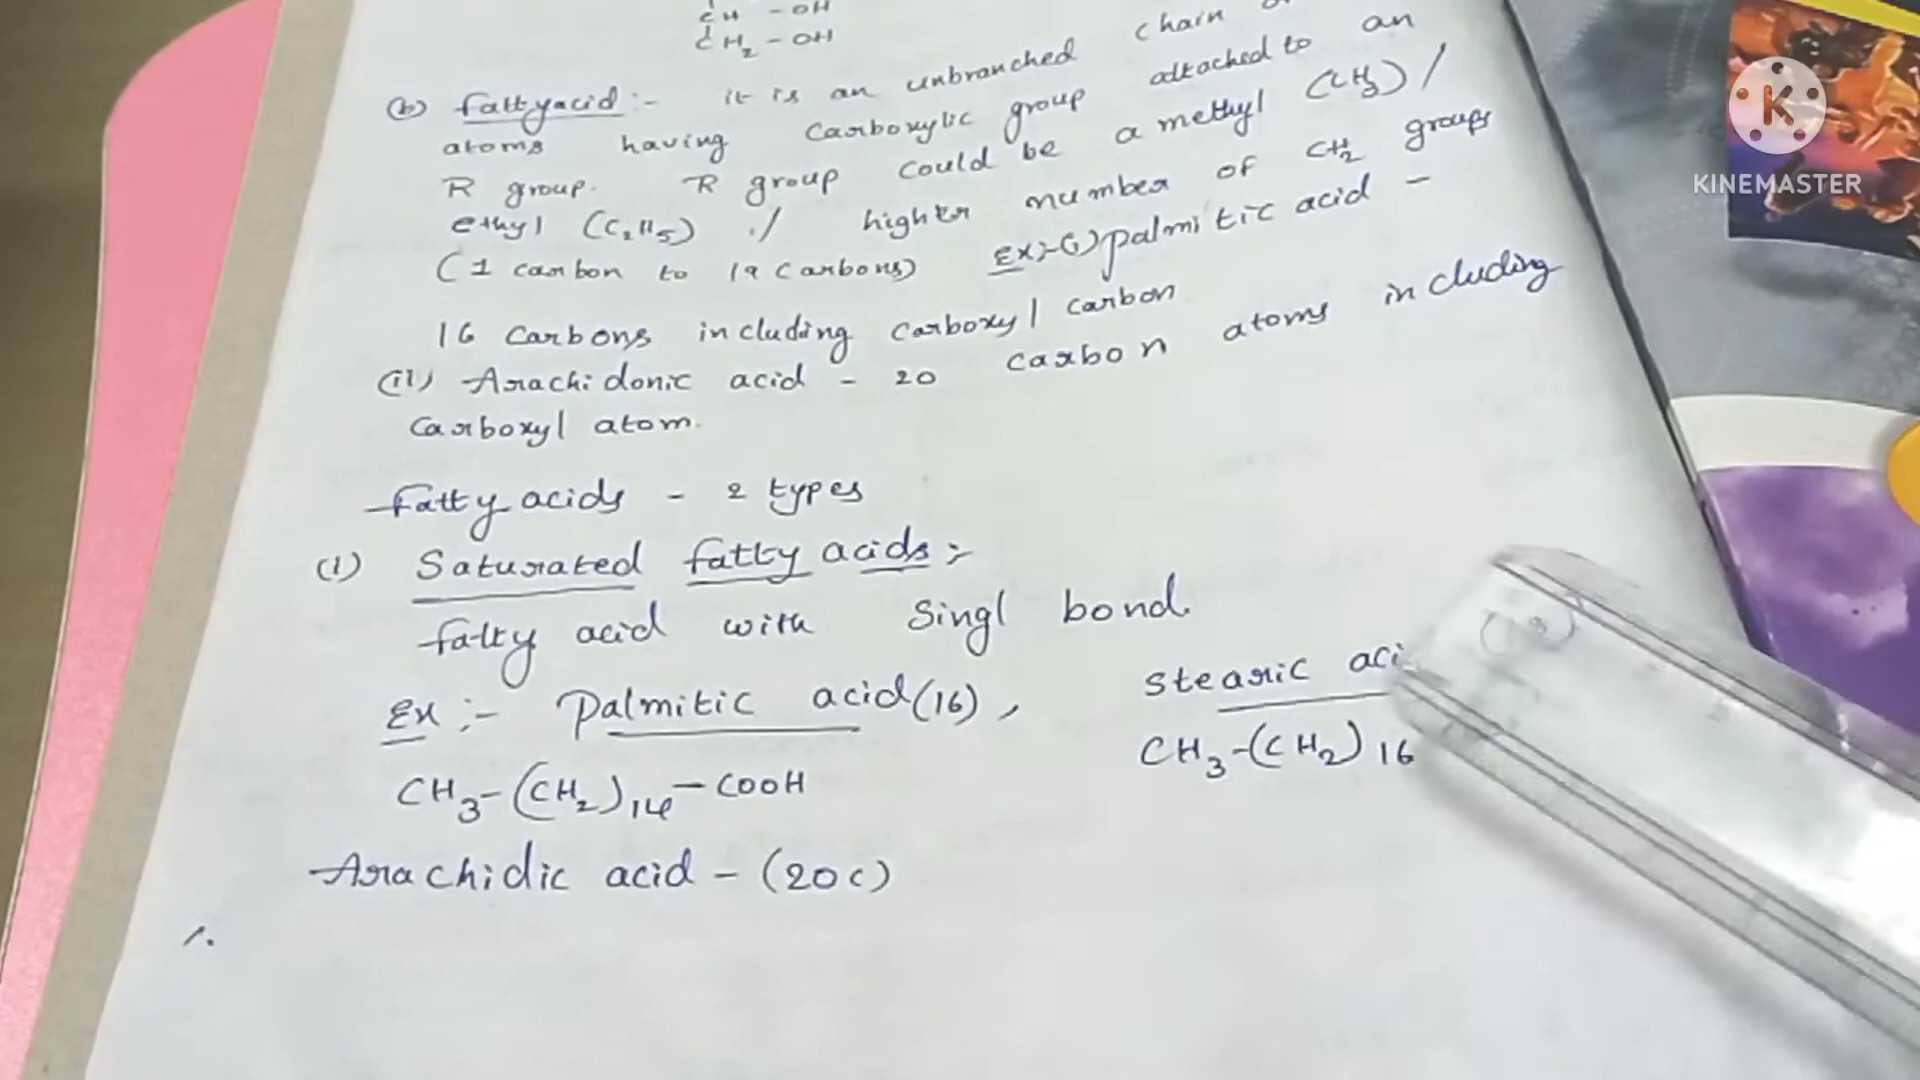 CH - OH
CH2 - OH
(b) fattyacid :- it is an unbranched chain
atoms having carboxylic group attached to an
R group. R group could be a methyl (CH3) /
ethyl (C2H5) ./ higher number of CH2 groups
(1 carbon to 19 carbons) Ex:-(i) palmitic acid -
16 carbons including carboxyl carbon
(ii) Arachidonic acid - 20 carbon atoms including
carboxyl atom.
fatty acids - 2 types
(1) Saturated fatty acids :-
fatty acid with Singl bond.
Ex :- Palmitic acid (16), Stearic aci
CH3-(CH2)14-COOH CH3-(CH2)16
Arachidic acid - (20c)
K
KINEMASTER